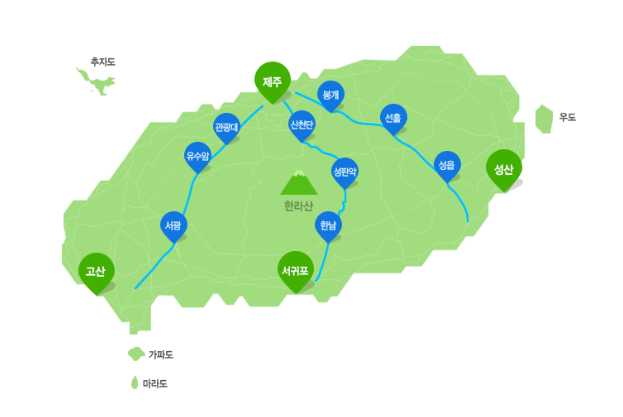 추자도
제주
봉개
우도
관랑대
산천단
선흘
유수암
성판악
성읍
성산
한라산
서광
한남
고산
서귀포
가파도
마라도